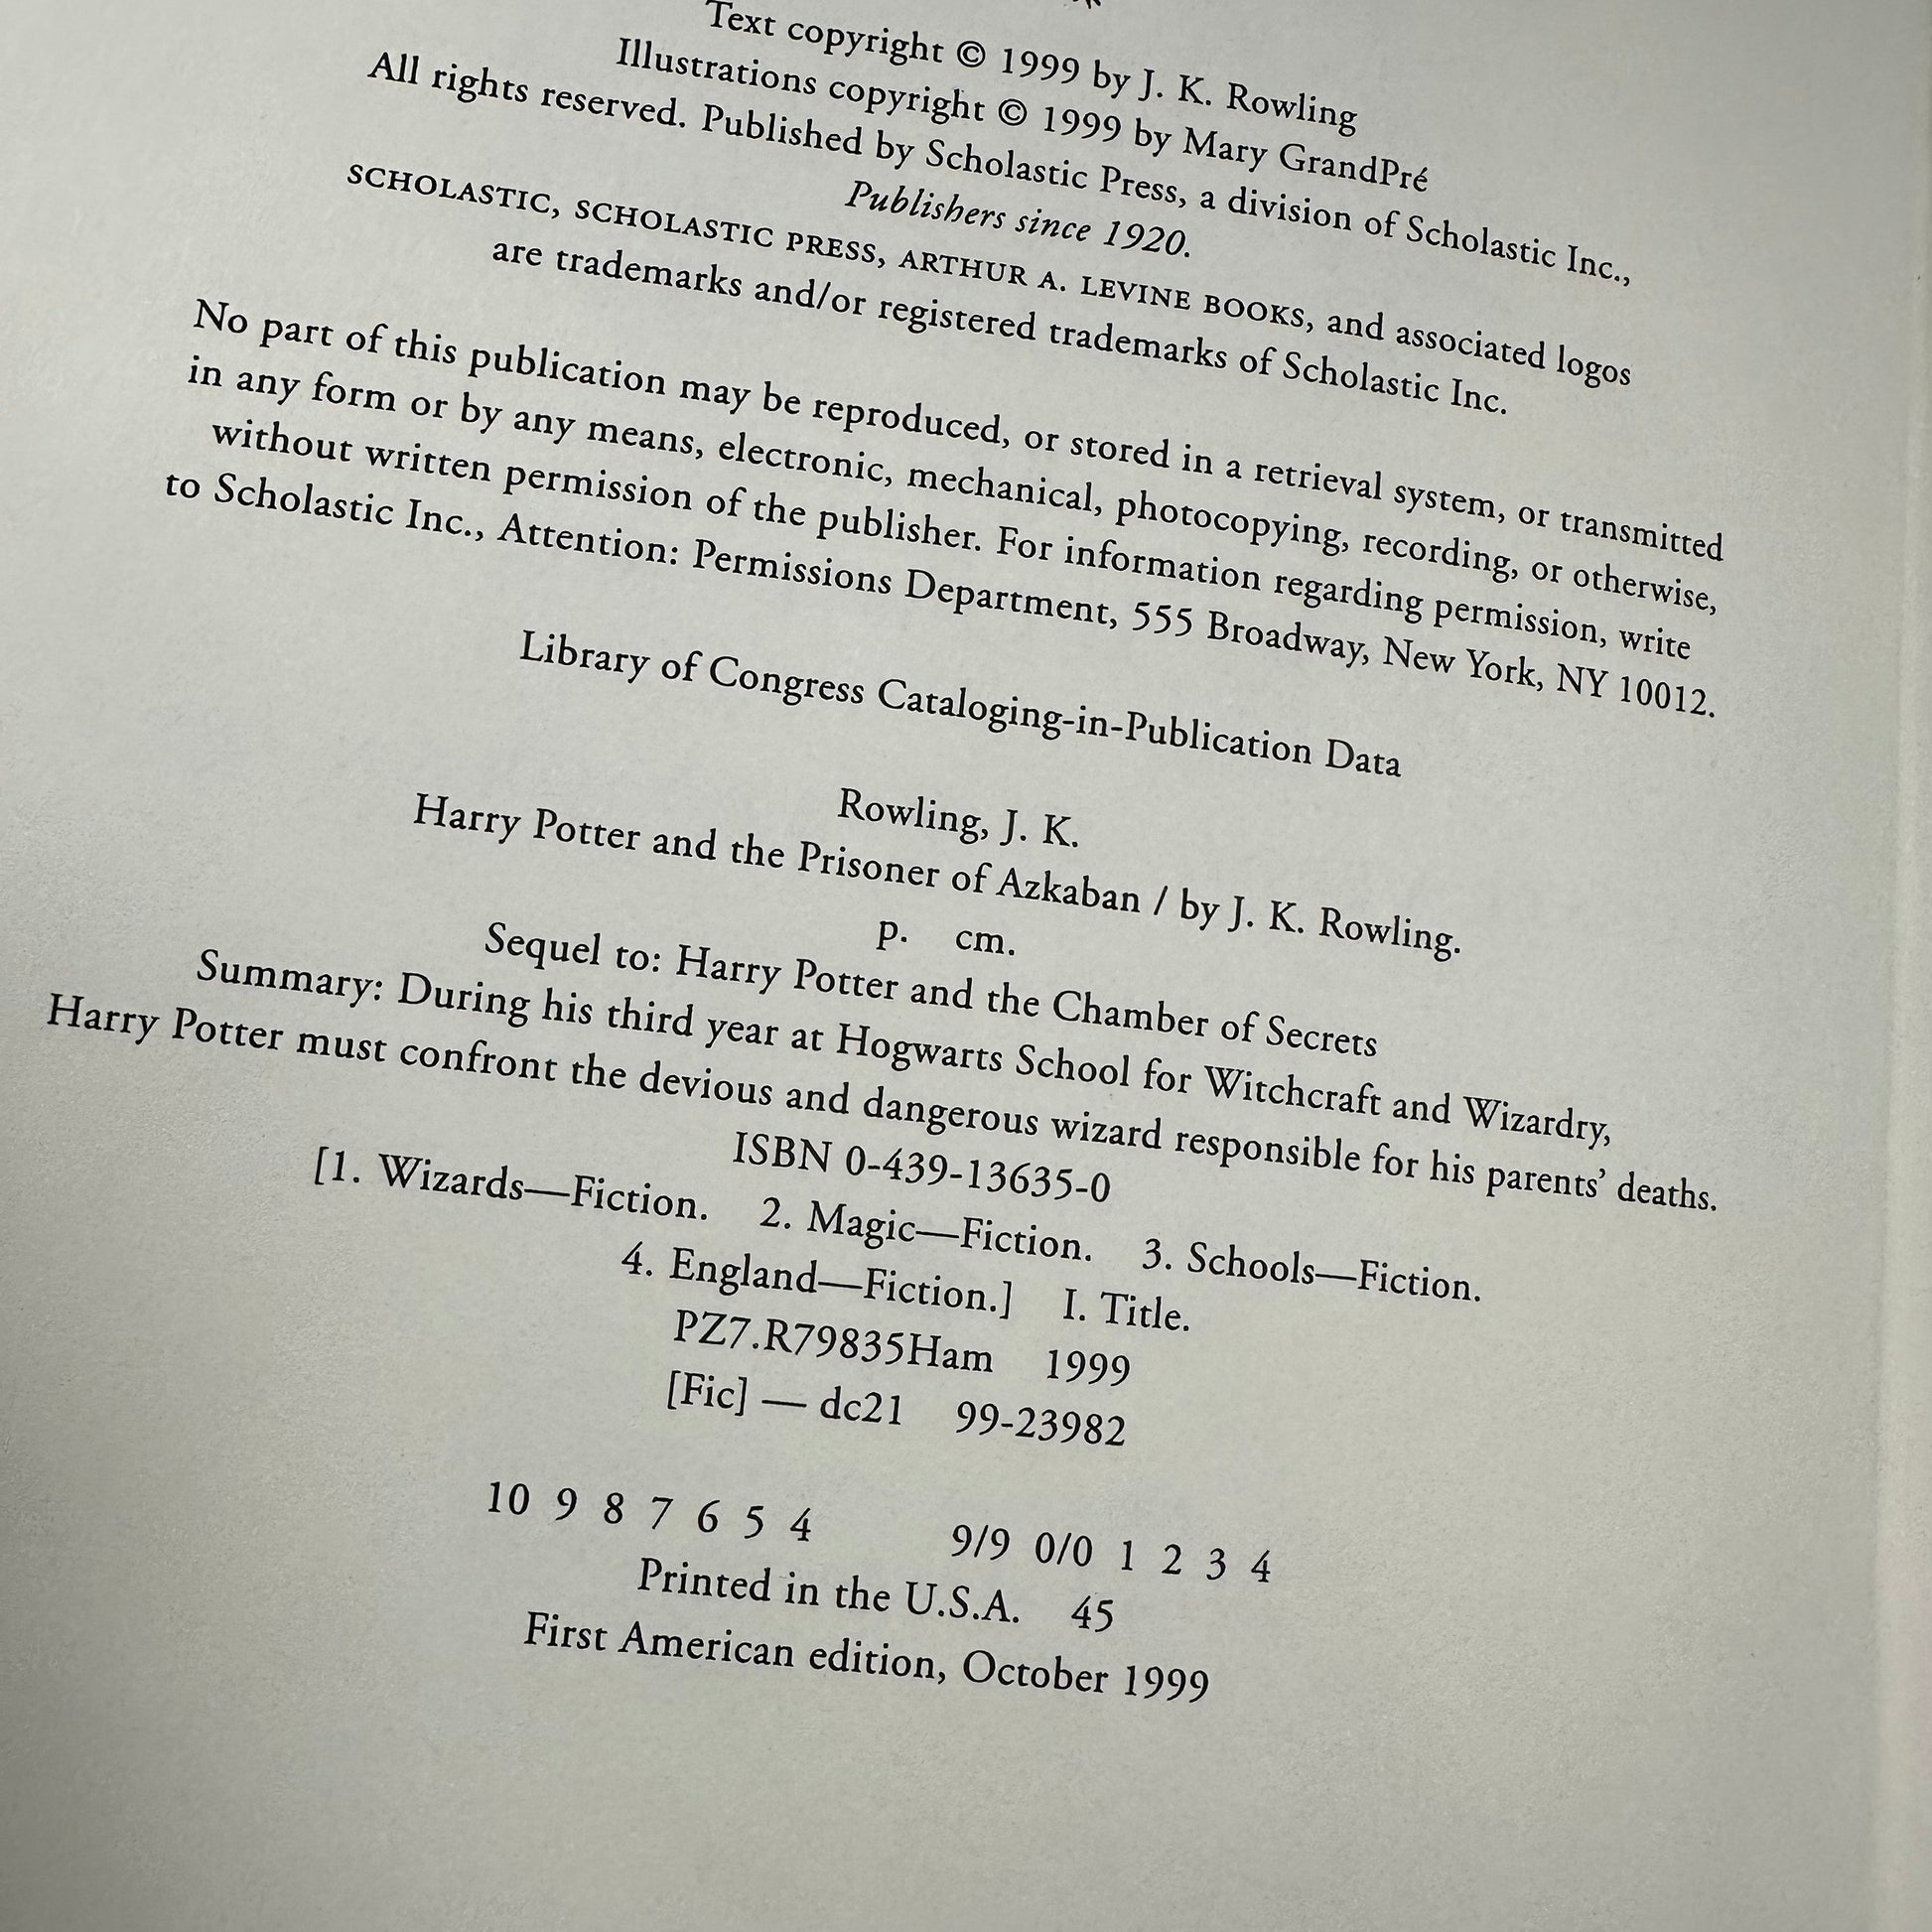 Text copyright © 1999 by J. K. Rowling
Illustrations copyright © 1999 by Mary GrandPré
All rights reserved. Published by Scholastic Press, a division of Scholastic Inc.,
Publishers since 1920.
SCHOLASTIC, SCHOLASTIC PRESS, ARTHUR A. LEVINE BOOKS, and associated logos
are trademarks and/or registered trademarks of Scholastic Inc.
No part of this publication may be reproduced, or stored in a retrieval system, or transmitted
in any form or by any means, electronic, mechanical, photocopying, recording, or otherwise,
without written permission of the publisher. For information regarding permission, write
to Scholastic Inc., Attention: Permissions Department, 555 Broadway, New York, NY 10012.
Library of Congress Cataloging-in-Publication Data
Rowling, J. K.
Harry Potter and the Prisoner of Azkaban / by J. K. Rowling.
p. cm.
Sequel to: Harry Potter and the Chamber of Secrets
Summary: During his third year at Hogwarts School for Witchcraft and Wizardry,
Harry Potter must confront the devious and dangerous wizard responsible for his parents’ deaths.
ISBN 0-439-13635-0
[1. Wizards—Fiction. 2. Magic—Fiction. 3. Schools—Fiction.
4. England—Fiction.] I. Title.
PZ7.R79835Ham 1999
[Fic] — dc21 99-23982
10 9 8 7 6 5 4 9/9 0/0 1 2 3 4
Printed in the U.S.A. 45
First American edition, October 1999